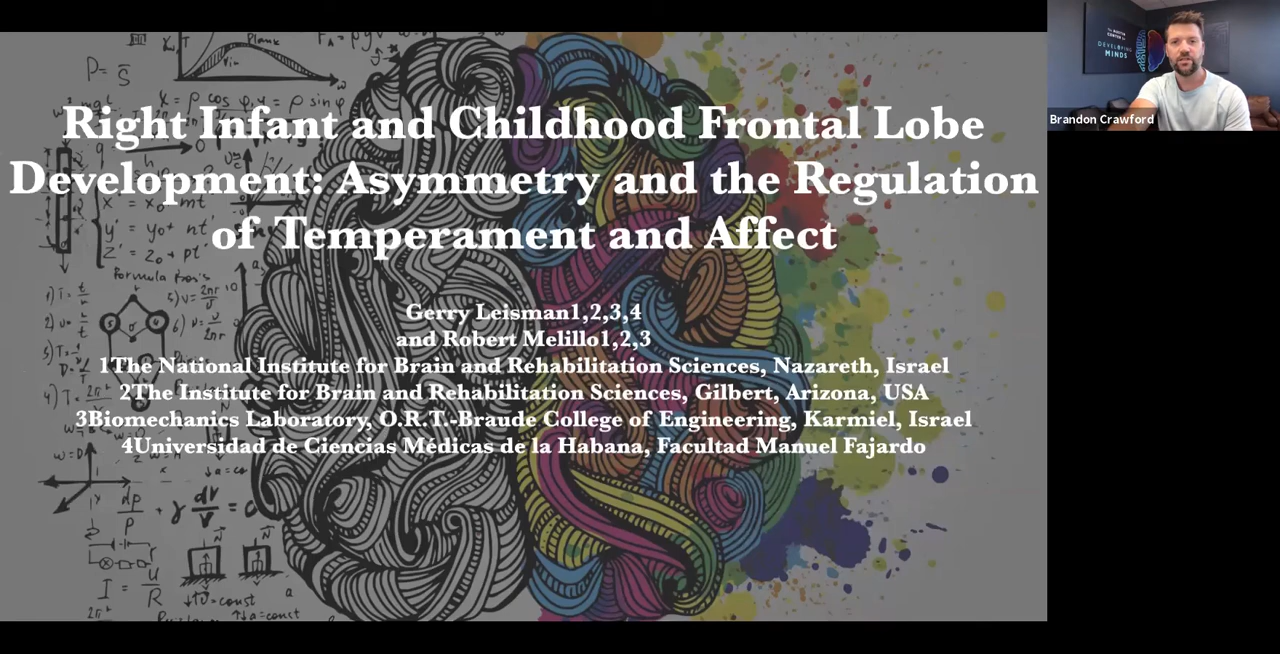 Right Infant and Childhood Frontal Lobe
Development: Asymmetry and the Regulation
of Temperament and Affect
Gerry Leisman1,2,3,4
and Robert Melillo1,2,3
1The National Institute for Brain and Rehabilitation Sciences, Nazareth, Israel
2The Institute for Brain and Rehabilitation Sciences, Gilbert, Arizona, USA
3Biomechanics Laboratory, O.R.T.-Braude College of Engineering, Karmiel, Israel
4Universidad de Ciencias Médicas de la Habana, Facultad Manuel Fajardo
Brandon Crawford
DEVELOPING
MINDS
Plank
formula